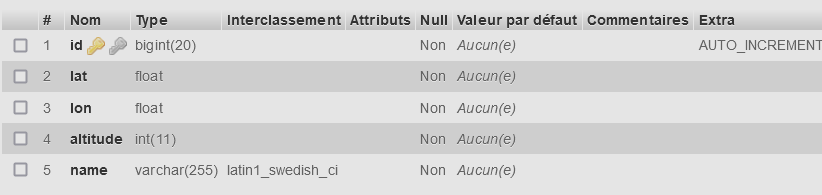 # Nom Type Interclassement Attributs Null Valeur par défaut Commentaires Extra
1 id bigint(20) Non Aucun(e) AUTO_INCREMENT
2 lat float Non Aucun(e)
3 lon float Non Aucun(e)
4 altitude int(11) Non Aucun(e)
5 name varchar(255) latin1_swedish_ci Non Aucun(e)